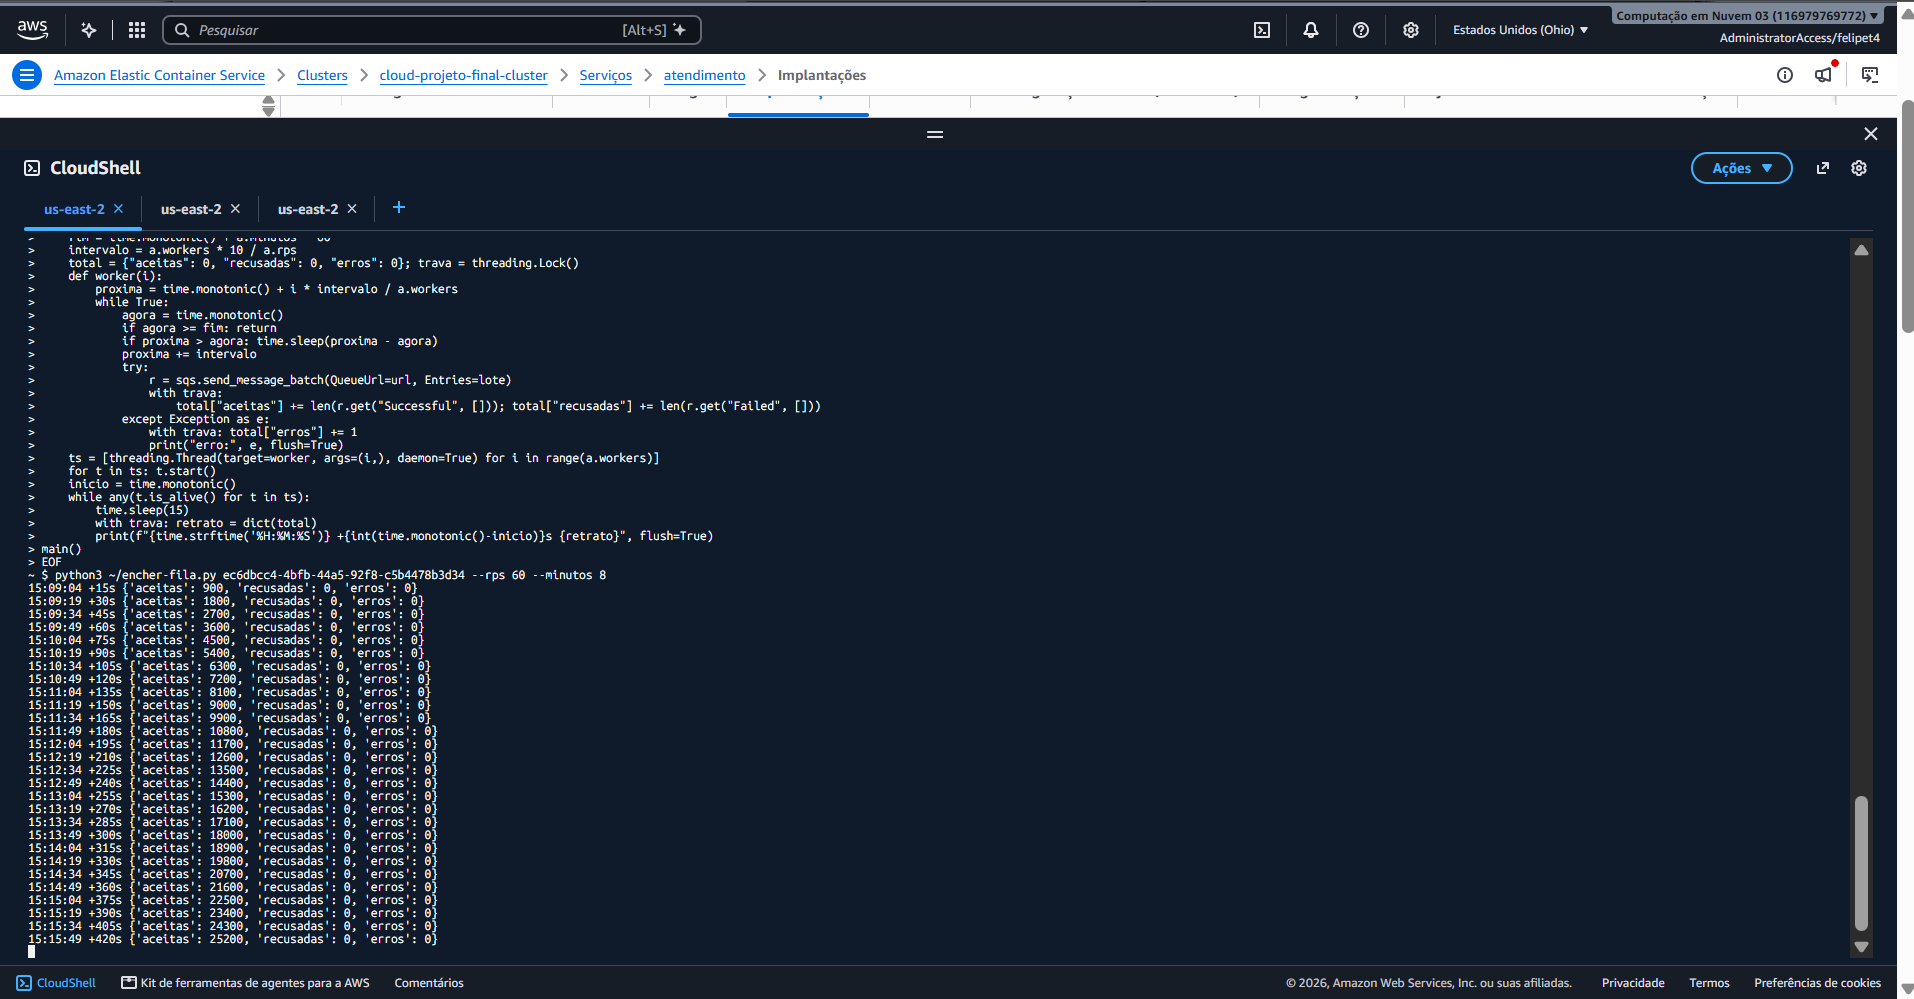 aws
Pesquisar
[Alt+S]
Estados Unidos (Ohio)
Computação em Nuvem 03 (116979769772)
AdministratorAccess/felipet4
Amazon Elastic Container Service
Clusters
cloud-projeto-final-cluster
Serviços
atendimento
Implantações
CloudShell
Ações
us-east-2
us-east-2
us-east-2
>     fim = time.monotonic() + a.minutos * 60
>     intervalo = a.workers * 10 / a.rps
>     total = {"aceitas": 0, "recusadas": 0, "erros": 0}; trava = threading.Lock()
>     def worker(i):
>         proxima = time.monotonic() + i * intervalo / a.workers
>         while True:
>             agora = time.monotonic()
>             if agora >= fim: return
>             if proxima > agora: time.sleep(proxima - agora)
>             proxima += intervalo
>             try:
>                 r = sqs.send_message_batch(QueueUrl=url, Entries=lote)
>                 with trava:
>                     total["aceitas"] += len(r.get("Successful", [])); total["recusadas"] += len(r.get("Failed", []))
>             except Exception as e:
>                 with trava: total["erros"] += 1
>                 print("erro:", e, flush=True)
>     ts = [threading.Thread(target=worker, args=(i,), daemon=True) for i in range(a.workers)]
>     for t in ts: t.start()
>     inicio = time.monotonic()
>     while any(t.is_alive() for t in ts):
>         time.sleep(15)
>         with trava: retrato = dict(total)
>         print(f"{time.strftime('%H:%M:%S')} +{int(time.monotonic()-inicio)}s {retrato}", flush=True)
> main()
> EOF
~ $ python3 ~/encher-fila.py ec6dbcc4-4bfb-44a5-92f8-c5b4478b3d34 --rps 60 --minutos 8
15:09:04 +15s {'aceitas': 900, 'recusadas': 0, 'erros': 0}
15:09:19 +30s {'aceitas': 1800, 'recusadas': 0, 'erros': 0}
15:09:34 +45s {'aceitas': 2700, 'recusadas': 0, 'erros': 0}
15:09:49 +60s {'aceitas': 3600, 'recusadas': 0, 'erros': 0}
15:10:04 +75s {'aceitas': 4500, 'recusadas': 0, 'erros': 0}
15:10:19 +90s {'aceitas': 5400, 'recusadas': 0, 'erros': 0}
15:10:34 +105s {'aceitas': 6300, 'recusadas': 0, 'erros': 0}
15:10:49 +120s {'aceitas': 7200, 'recusadas': 0, 'erros': 0}
15:11:04 +135s {'aceitas': 8100, 'recusadas': 0, 'erros': 0}
15:11:19 +150s {'aceitas': 9000, 'recusadas': 0, 'erros': 0}
15:11:34 +165s {'aceitas': 9900, 'recusadas': 0, 'erros': 0}
15:11:49 +180s {'aceitas': 10800, 'recusadas': 0, 'erros': 0}
15:12:04 +195s {'aceitas': 11700, 'recusadas': 0, 'erros': 0}
15:12:19 +210s {'aceitas': 12600, 'recusadas': 0, 'erros': 0}
15:12:34 +225s {'aceitas': 13500, 'recusadas': 0, 'erros': 0}
15:12:49 +240s {'aceitas': 14400, 'recusadas': 0, 'erros': 0}
15:13:04 +255s {'aceitas': 15300, 'recusadas': 0, 'erros': 0}
15:13:19 +270s {'aceitas': 16200, 'recusadas': 0, 'erros': 0}
15:13:34 +285s {'aceitas': 17100, 'recusadas': 0, 'erros': 0}
15:13:49 +300s {'aceitas': 18000, 'recusadas': 0, 'erros': 0}
15:14:04 +315s {'aceitas': 18900, 'recusadas': 0, 'erros': 0}
15:14:19 +330s {'aceitas': 19800, 'recusadas': 0, 'erros': 0}
15:14:34 +345s {'aceitas': 20700, 'recusadas': 0, 'erros': 0}
15:14:49 +360s {'aceitas': 21600, 'recusadas': 0, 'erros': 0}
15:15:04 +375s {'aceitas': 22500, 'recusadas': 0, 'erros': 0}
15:15:19 +390s {'aceitas': 23400, 'recusadas': 0, 'erros': 0}
15:15:34 +405s {'aceitas': 24300, 'recusadas': 0, 'erros': 0}
15:15:49 +420s {'aceitas': 25200, 'recusadas': 0, 'erros': 0}
CloudShell
Kit de ferramentas de agentes para a AWS
Comentários
© 2026, Amazon Web Services, Inc. ou suas afiliadas.
Privacidade
Termos
Preferências de cookies